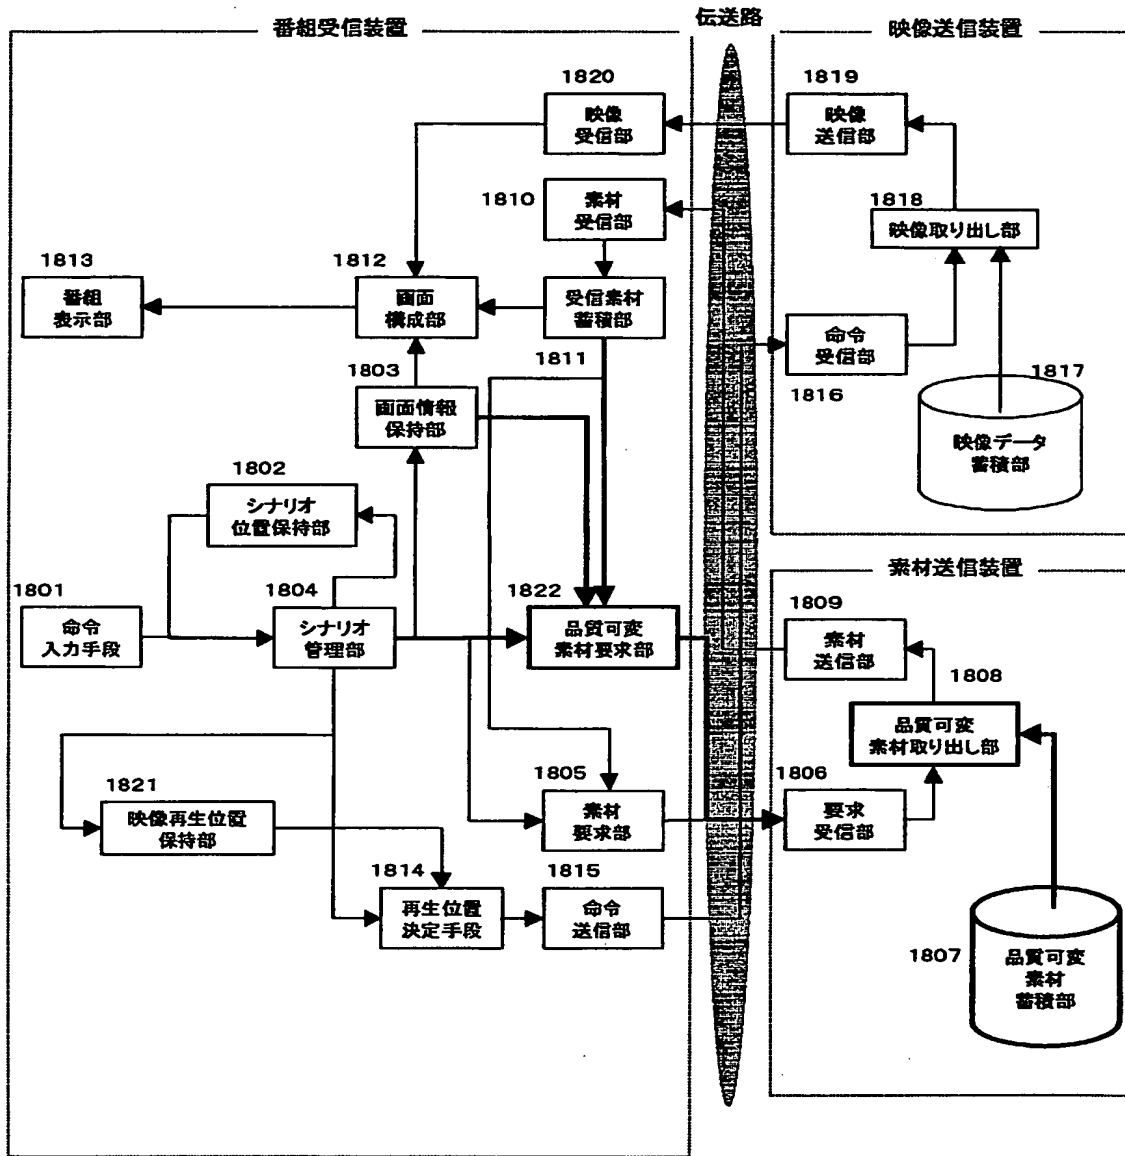 番組受信装置
伝送路
映像送信装置
1820
映像
受信部
1819
映像
送信部
1810
素材
受信部
1818
映像取り出し部
1813
番組
表示部
1812
画面
構成部
受信素材
蓄積部
1811
命令
受信部
1816
1817
映像データ
蓄積部
1803
画面情報
保持部
1802
シナリオ
位置保持部
素材送信装置
1801
命令
入力手段
1804
シナリオ
管理部
1822
品質可変
素材要求部
1809
素材
送信部
1808
品質可変
素材取り出し部
1821
映像再生位置
保持部
1805
素材
要求部
1806
要求
受信部
1814
再生位置
決定手段
1815
命令
送信部
1807
品質可変
素材
蓄積部